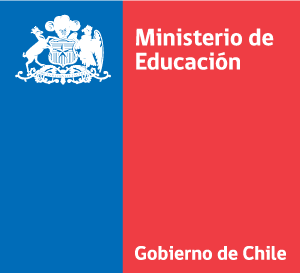 Ministerio de
Educación
Gobierno de Chile